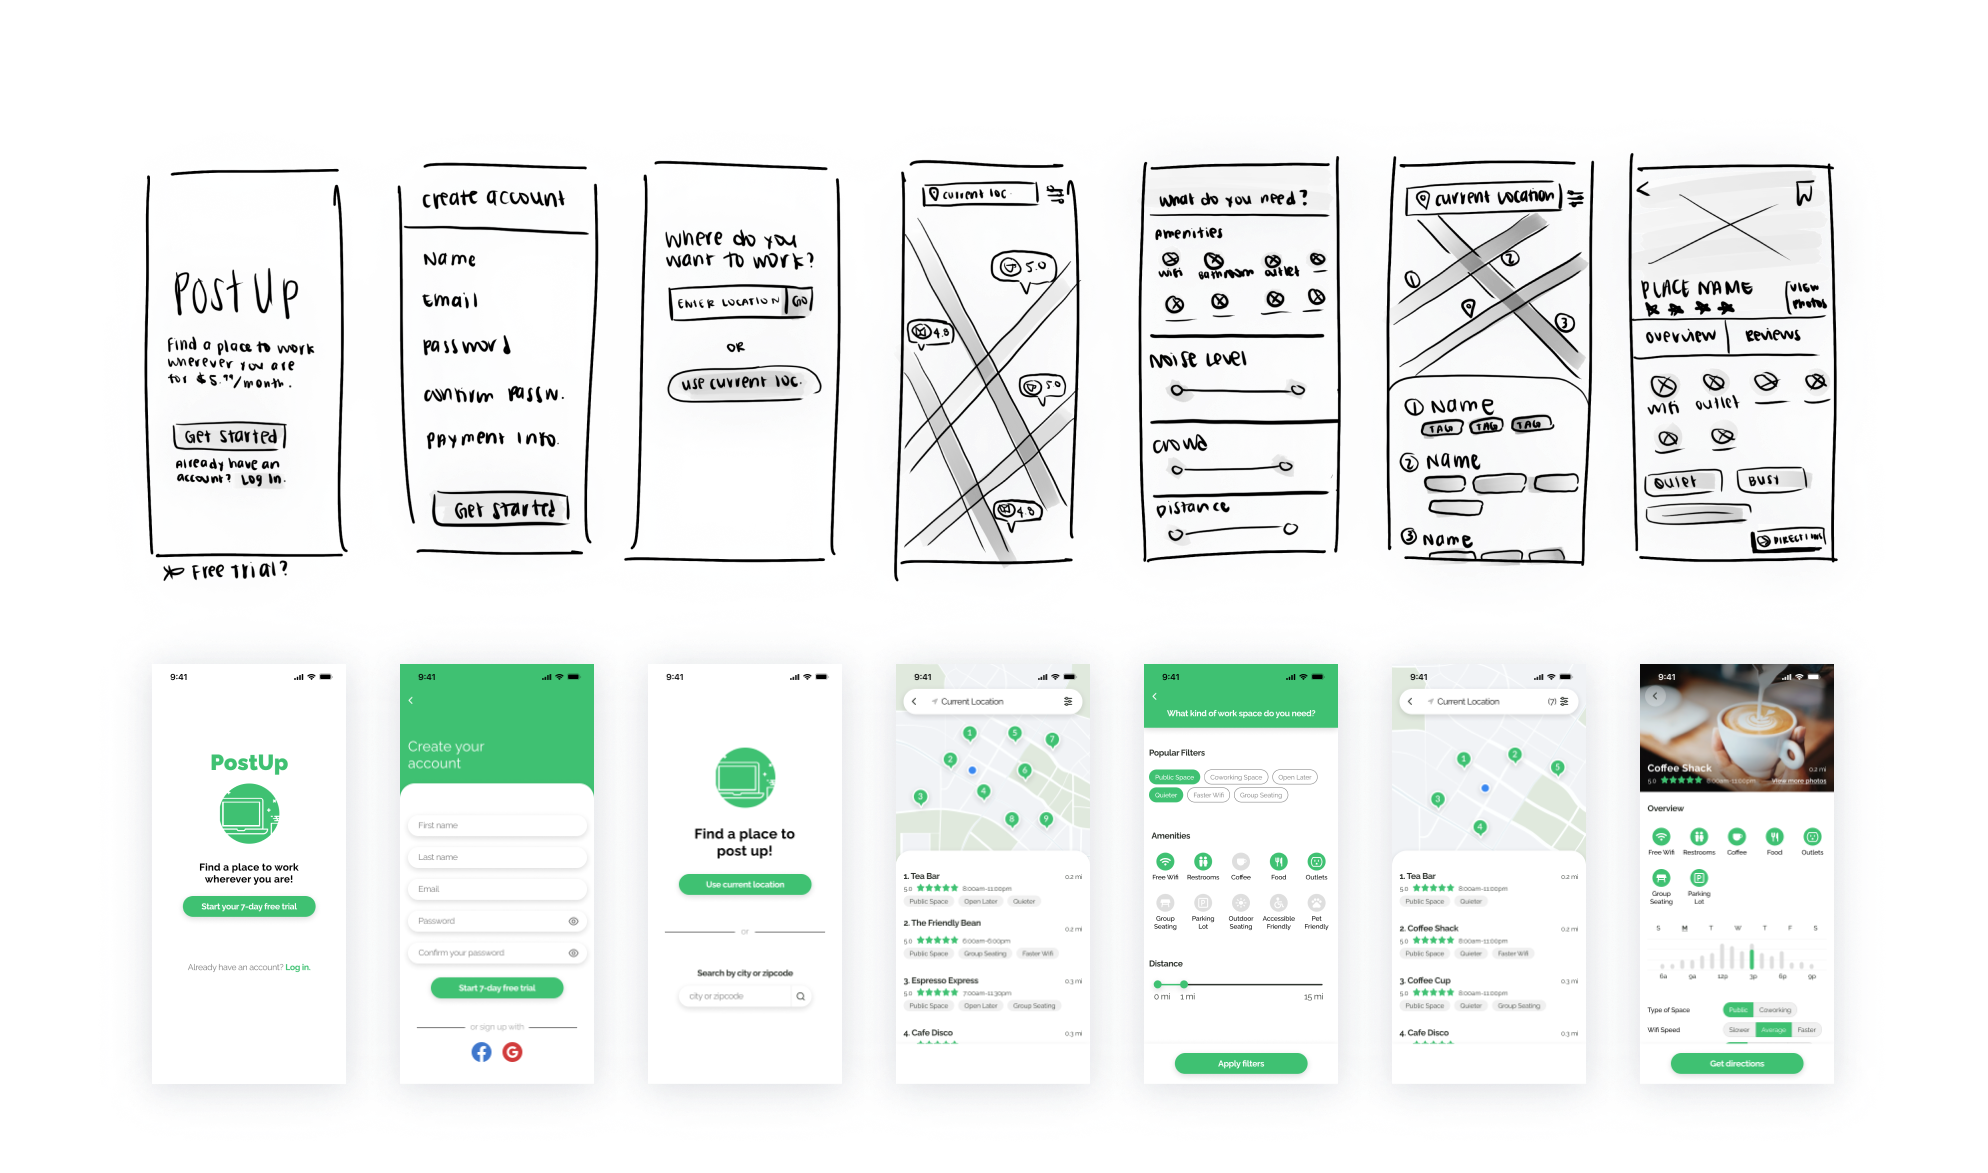 Post Up
Find a place to work
wherever you are
for $5.99/month.
Get Started
Already have an
account? Log In.
Free Trial?
create account
Name
Email
password
confirm passw.
payment info.
Get Started
Where do you
want to work?
ENTER LOCATION GO
OR
use current loc.
current loc.
5.0
4.8
5.0
4.8
What do you need?
Amenities
wifi Bathroom outlet
Noise Level
crowd
Distance
current location
1
2
3
1 Name
TAG TAG TAG
2 Name
3 Name
PLACE NAME
view
photos
overview Reviews
wifi outlet
Quiet Busy
9:41
PostUp
Find a place to work
wherever you are!
Start your 7-day free trial
Already have an account? Log in.
9:41
Create your
account
First name
Last name
Email
Password
Confirm your password
Start 7-day free trial
or sign up with
f G
9:41
Find a place to
post up!
Use current location
or
Search by city or zipcode
city or zipcode
9:41
Current Location
1 5 7
2 6
3 4
8 9
1. Tea Bar 0.2 mi
5.0 8:00am-11:00pm
Public Space Open Later Quieter
2. The Friendly Bean 0.2 mi
5.0 6:00am-6:00pm
Public Space Group Seating Faster Wifi
3. Espresso Express 0.3 mi
5.0 7:00am-11:30pm
Public Space Open Later Group Seating
4. Cafe Disco 0.3 mi
9:41
What kind of work space do you need?
Popular Filters
Public Space Coworking Space Open Later
Quieter Faster Wifi Group Seating
Amenities
Free Wifi Restrooms Coffee Food Outlets
Group Parking Outdoor Accessible Pet
Seating Lot Seating Friendly Friendly
Distance
0 mi 1 mi 15 mi
Apply filters
9:41
Current Location (7)
1 2 5
3
4
1. Tea Bar 0.2 mi
5.0 8:00am-11:00pm
Public Space Quieter
2. Coffee Shack 0.2 mi
5.0 8:00am-11:00pm
Public Space Quieter Faster Wifi
3. Coffee Cup 0.3 mi
5.0 8:00am-11:00pm
Public Space Quieter Group Seating
4. Cafe Disco 0.3 mi
9:41
Coffee Shack 0.2 mi
5.0 8:00am-11:00pm View more photos
Overview
Free Wifi Restrooms Coffee Food Outlets
Group Parking
Seating Lot
S M T W T F S
6a 9a 12p 3p 6p 9p
Type of Space Public Coworking
Wifi Speed Slower Average Faster
Get directions